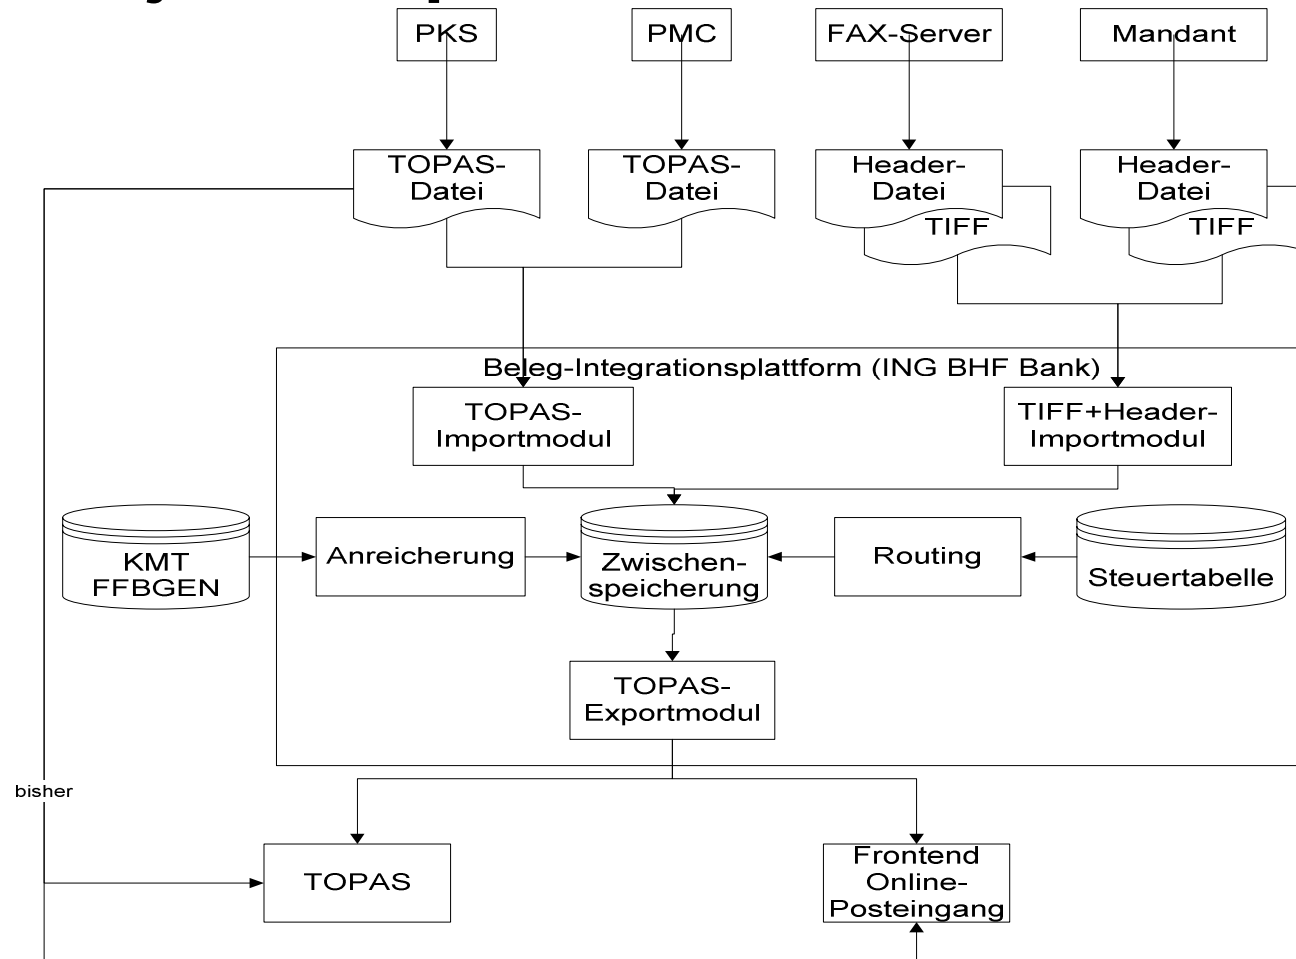 PKS
PMC
FAX-Server
Mandant
TOPAS-
Datei
TOPAS-
Datei
Header-
Datei
TIFF
Header-
Datei
TIFF
Beleg-Integrationsplattform (ING BHF Bank)
TOPAS-
Importmodul
TIFF+Header-
Importmodul
KMT
FFBGEN
Anreicherung
Zwischen-
speicherung
Routing
Steuertabelle
TOPAS-
Exportmodul
bisher
TOPAS
Frontend
Online-
Posteingang